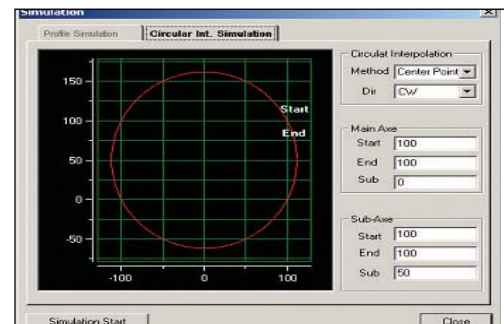 Simulation
Profile Simulation
Circular Int. Simulation
150
100
50
0
-50
-100
0
100
Start
End
Circulat Interpolation
Method Center Point
Dir CW
Main Axe
Start 100
End 100
Sub 0
Sub-Axe
Start 100
End 100
Sub 50
Simulation Start
Close